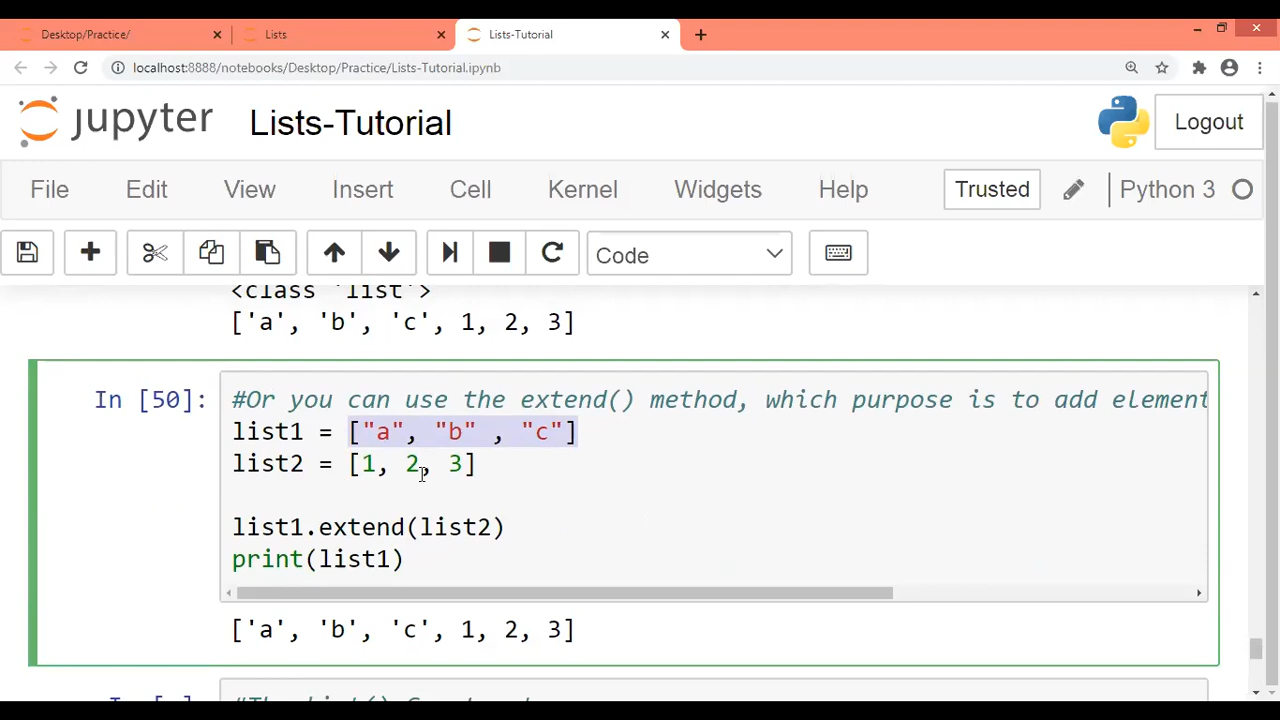 Desktop/Practice/
Lists
Lists-Tutorial
localhost:8888/notebooks/Desktop/Practice/Lists-Tutorial.ipynb
jupyter
Lists-Tutorial
Logout
File Edit View Insert Cell Kernel Widgets Help
Trusted
Python 3
Code
<class 'list'>
['a', 'b', 'c', 1, 2, 3]
In [50]:
#Or you can use the extend() method, which purpose is to add element
list1 = ["a", "b" , "c"]
list2 = [1, 2, 3]
list1.extend(list2)
print(list1)
['a', 'b', 'c', 1, 2, 3]